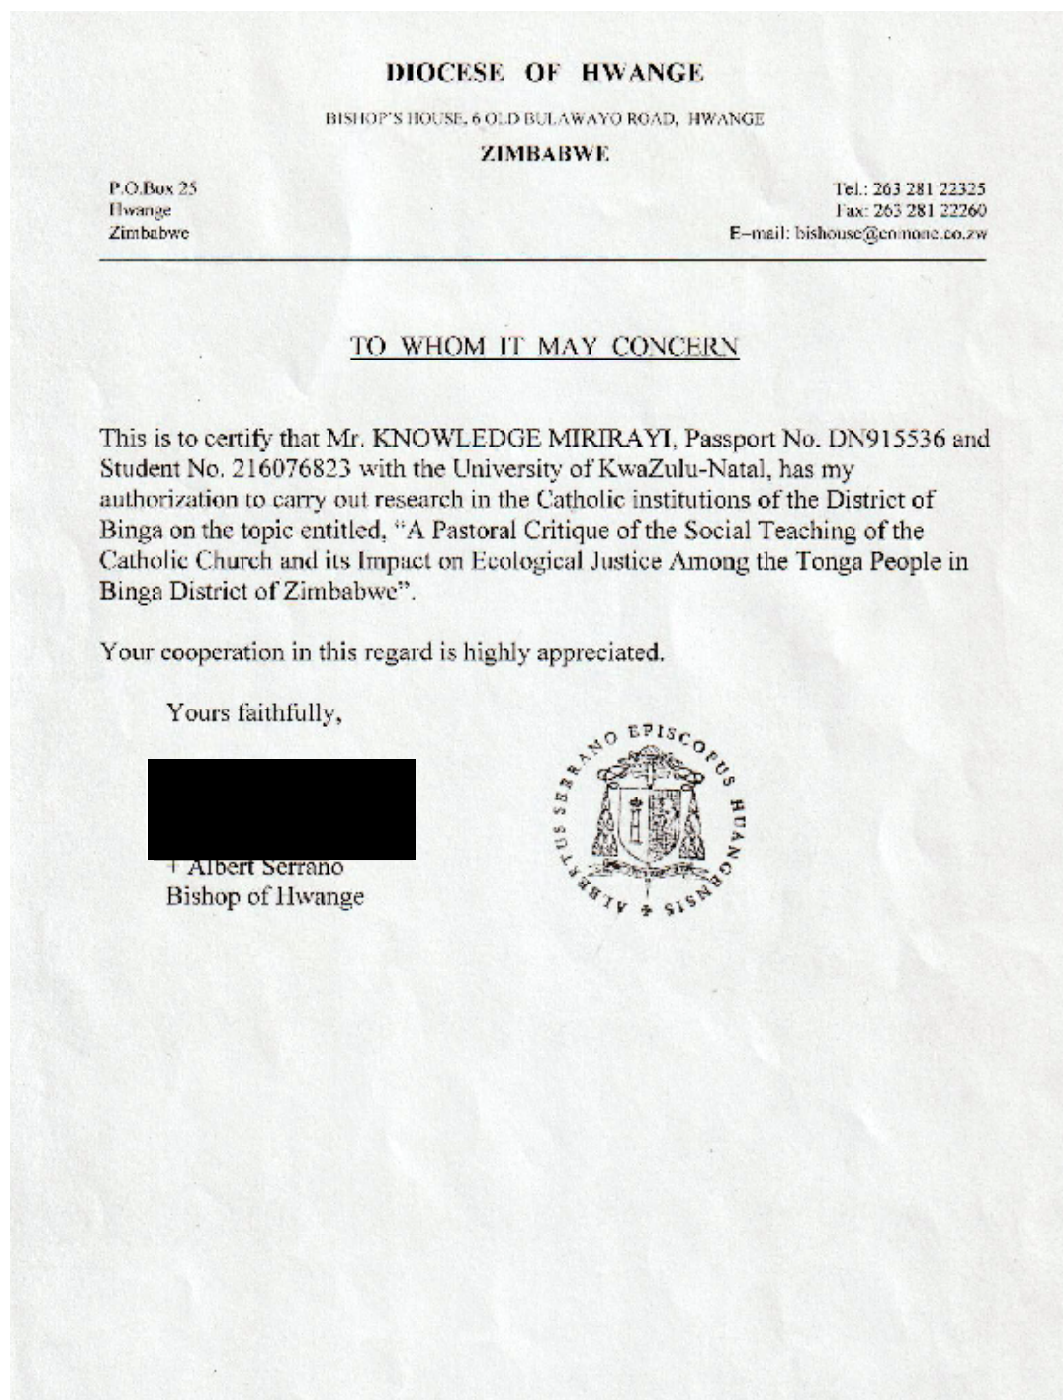 DIOCESE OF HWANGE
BISHOP'S HOUSE, 6 OLD BULAWAYO ROAD, HWANGE
ZIMBABWE
P.O.Box 25
Hwange
Zimbabwe
Tel.: 263 281 22325
Fax: 263 281 22260
E-mail: bishouse@comone.co.zw
TO WHOM IT MAY CONCERN
This is to certify that Mr. KNOWLEDGE MIRIRAYI, Passport No. DN915536 and
Student No. 216076823 with the University of KwaZulu-Natal, has my
authorization to carry out research in the Catholic institutions of the District of
Binga on the topic entitled, “A Pastoral Critique of the Social Teaching of the
Catholic Church and its Impact on Ecological Justice Among the Tonga People in
Binga District of Zimbabwe”.
Your cooperation in this regard is highly appreciated.
Yours faithfully,
+ Albert Serrano
Bishop of Hwange
ALBERTUS SERRANO EPISCOPUS HUANGENSIS